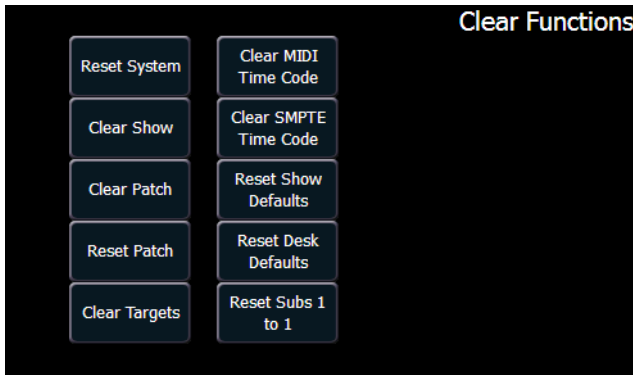 Clear Functions
Reset System
Clear MIDI
Time Code
Clear Show
Clear SMPTE
Time Code
Clear Patch
Reset Show
Defaults
Reset Patch
Reset Desk
Defaults
Clear Targets
Reset Subs 1
to 1